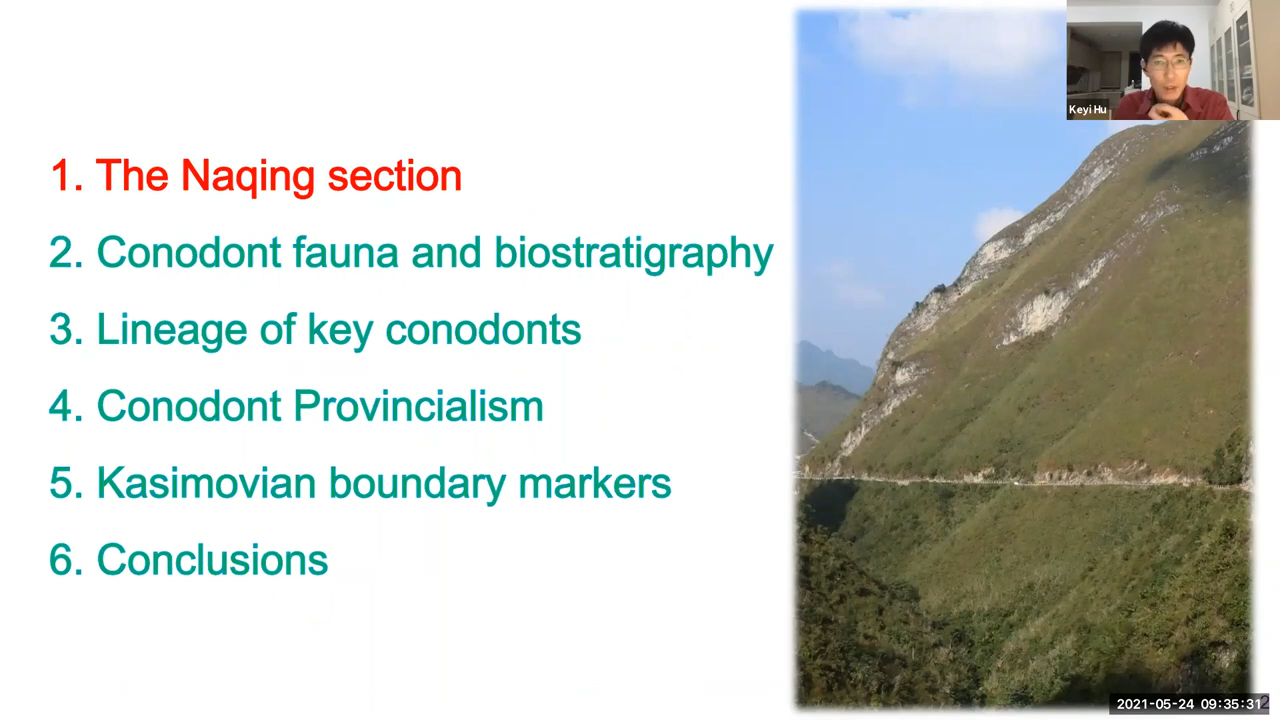 Keyi Hu
1. The Naqing section
2. Conodont fauna and biostratigraphy
3. Lineage of key conodonts
4. Conodont Provincialism
5. Kasimovian boundary markers
6. Conclusions
2021-05-24 09:35:31
2